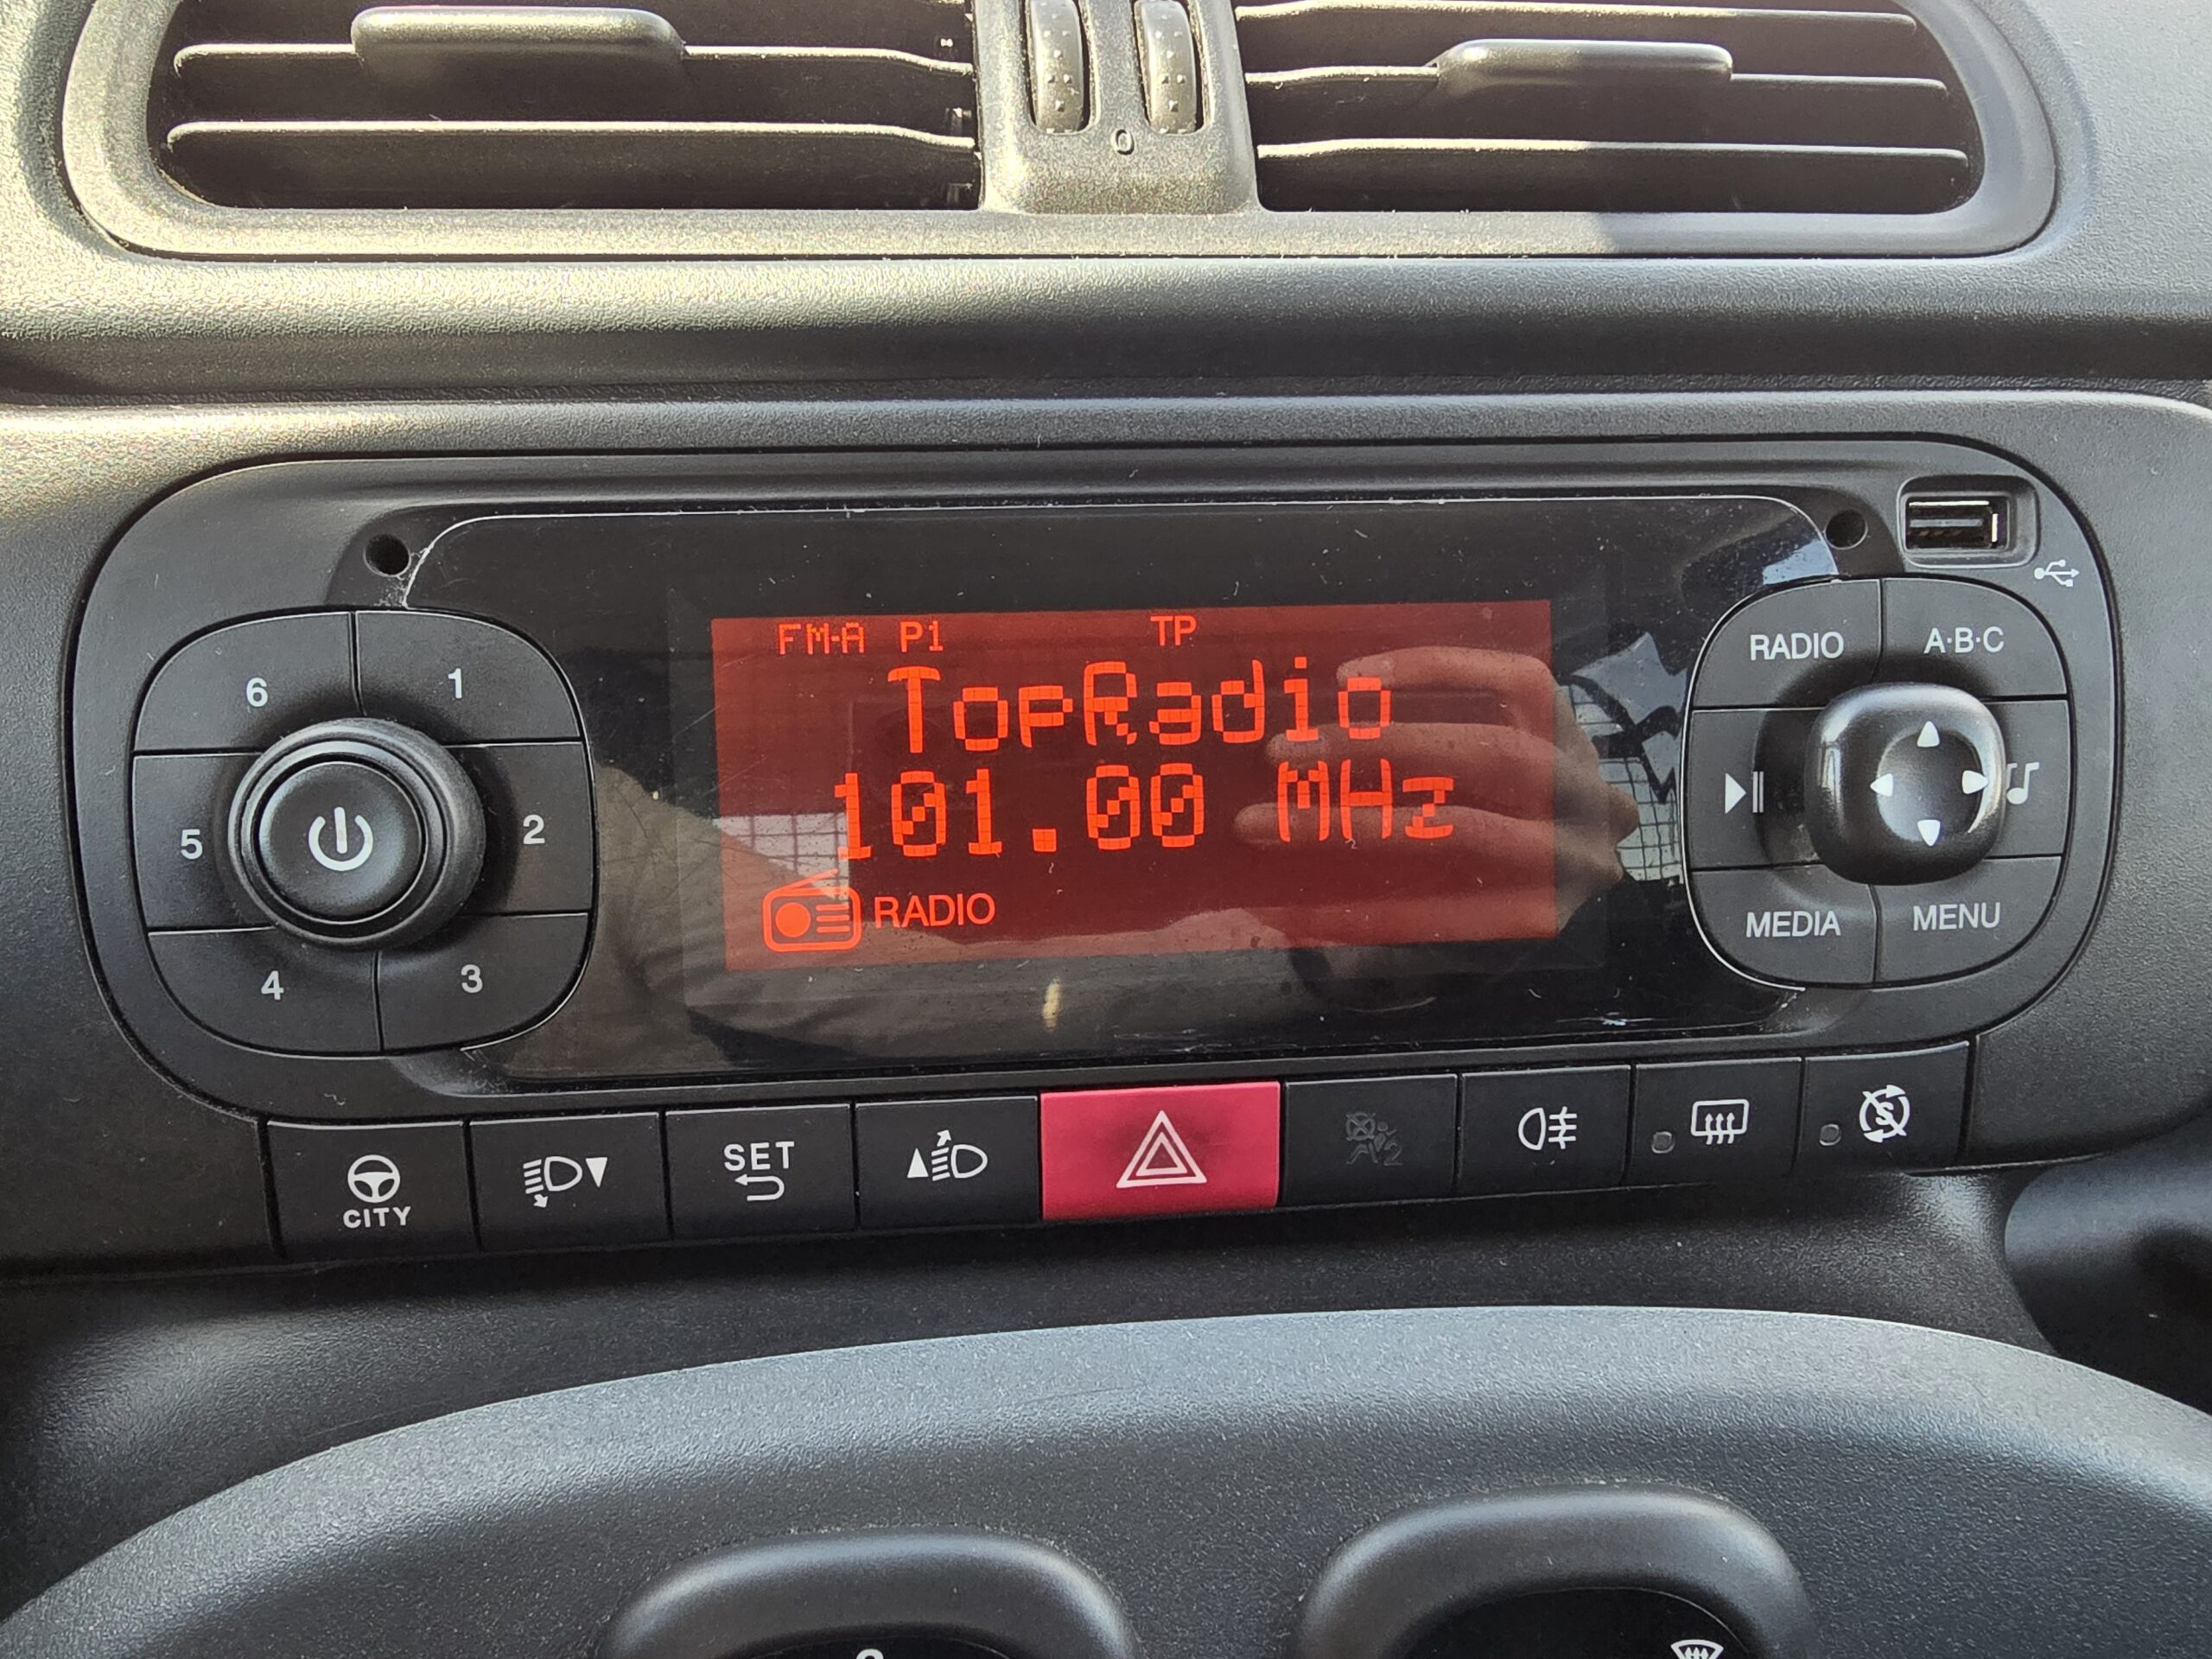 0
FM-A P1 TP
TopRadio
101.00 MHz
RADIO
6 1
5 2
4 3
RADIO A·B·C
MEDIA MENU
CITY
SET